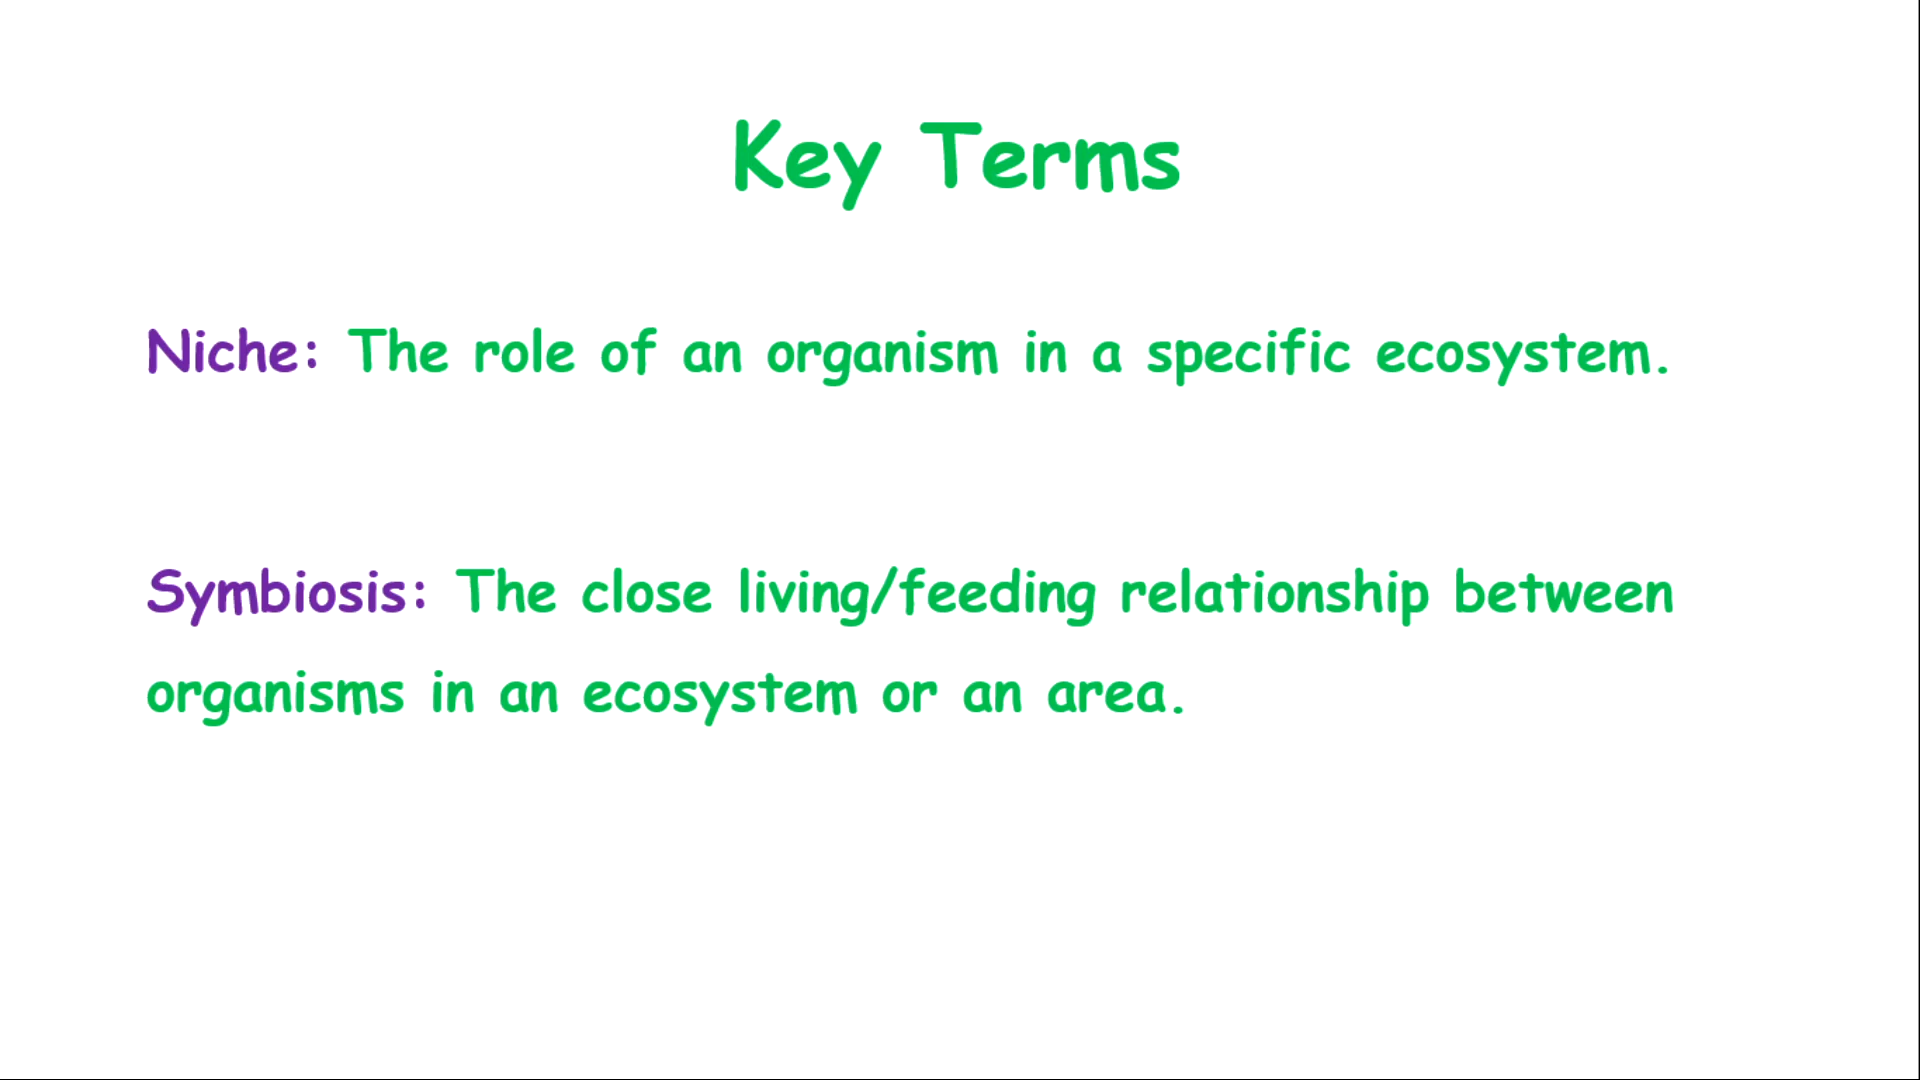 Key Terms
Niche: The role of an organism in a specific ecosystem.
Symbiosis: The close living/feeding relationship between
organisms in an ecosystem or an area.